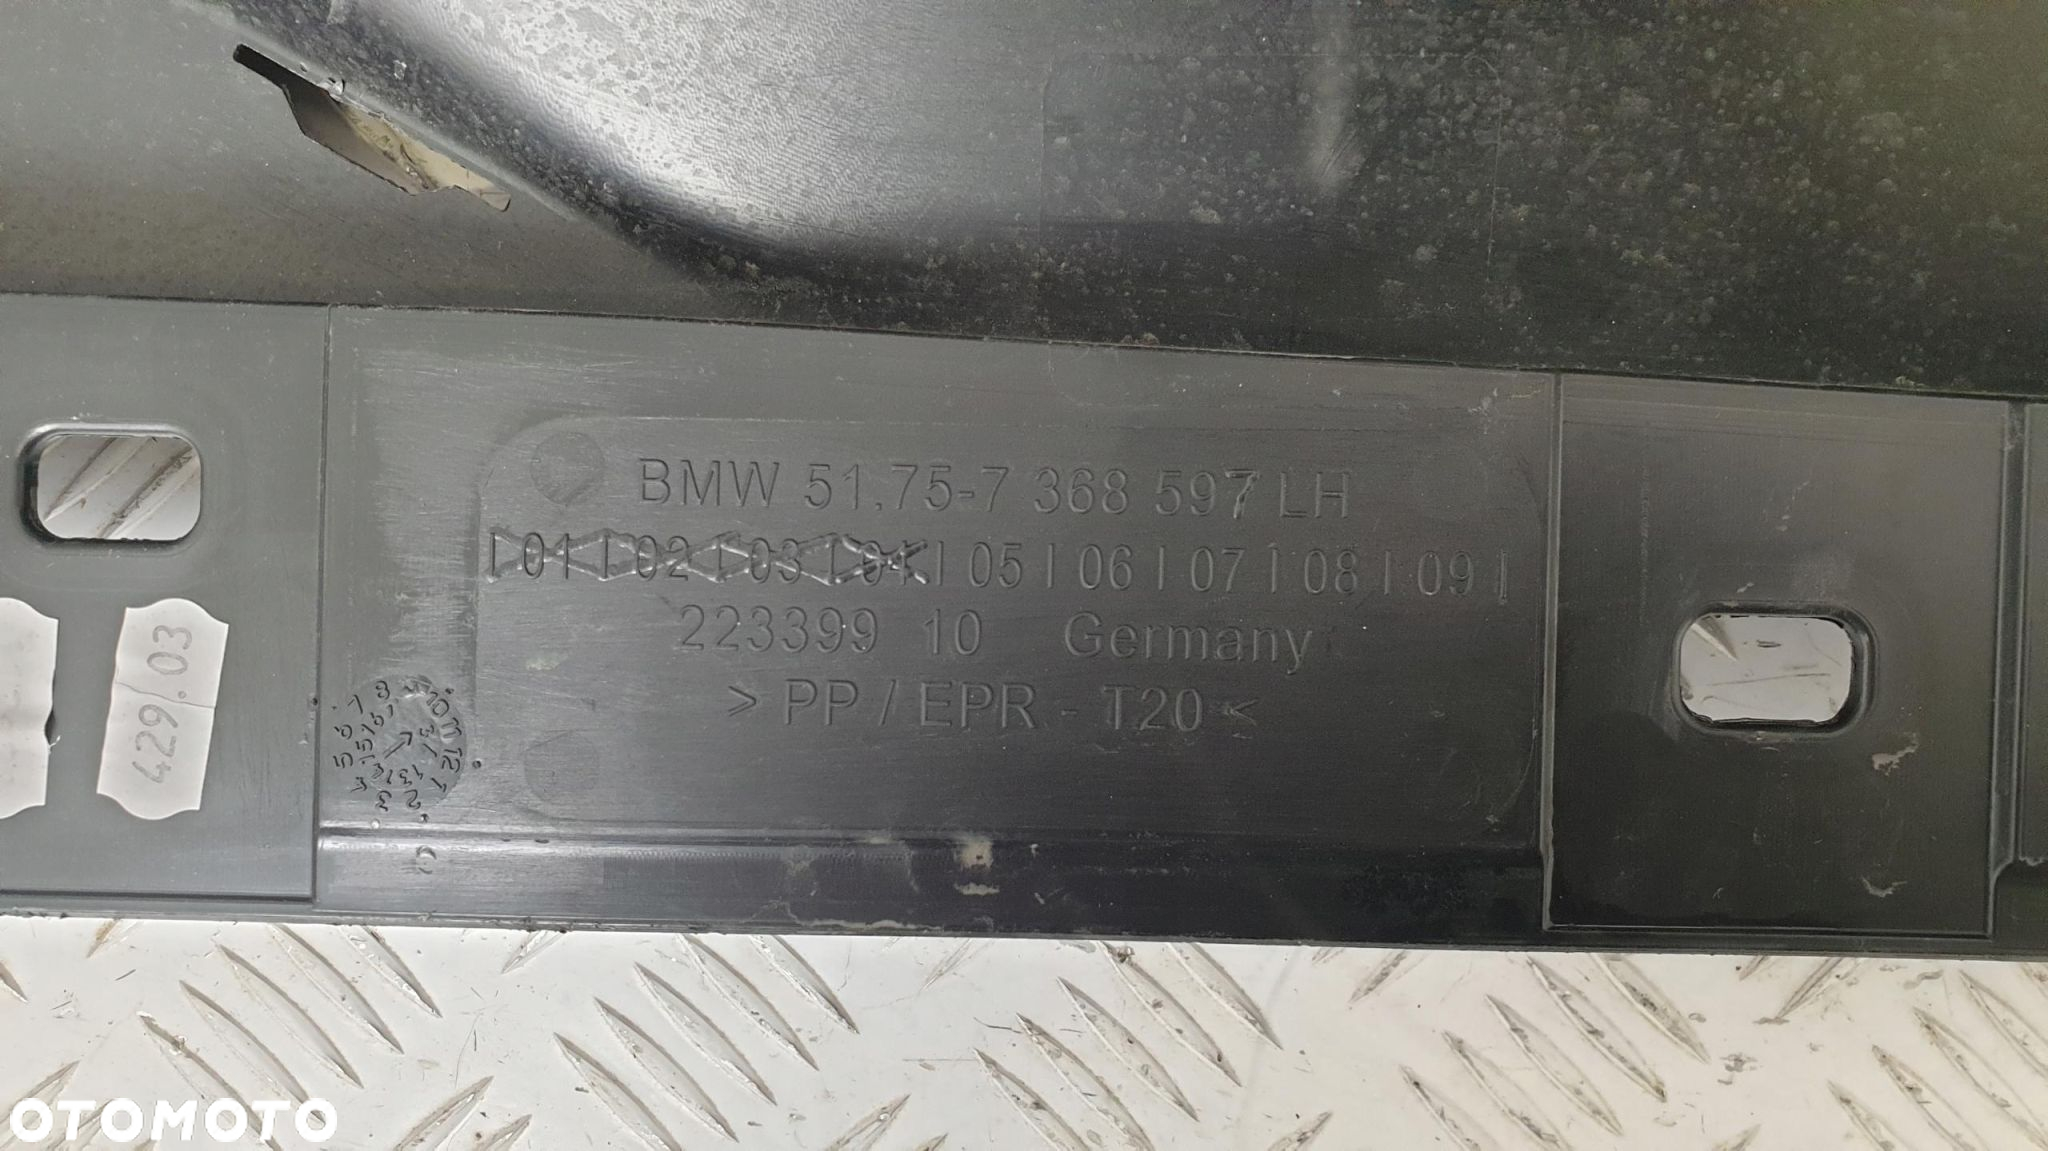 BMW 51.75-7 368 597 LH
| 01 | 02 | 03 | 04 | 05 | 06 | 07 | 08 | 09 |
223399 10 Germany
> PP / EPR - T20 <
429.03
OTOMOTO